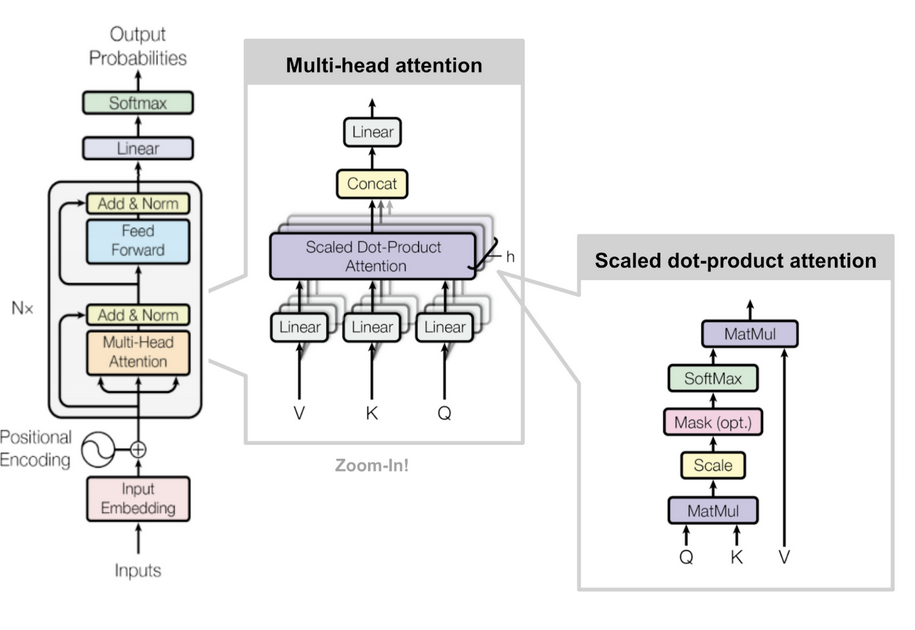 Output
Probabilities
Softmax
Linear
Add & Norm
Feed
Forward
Add & Norm
Multi-Head
Attention
N×
Positional
Encoding
Input
Embedding
Inputs
Multi-head attention
Linear
Concat
Scaled Dot-Product
Attention
h
Linear Linear Linear
V K Q
Zoom-In!
Scaled dot-product attention
MatMul
SoftMax
Mask (opt.)
Scale
MatMul
Q K V